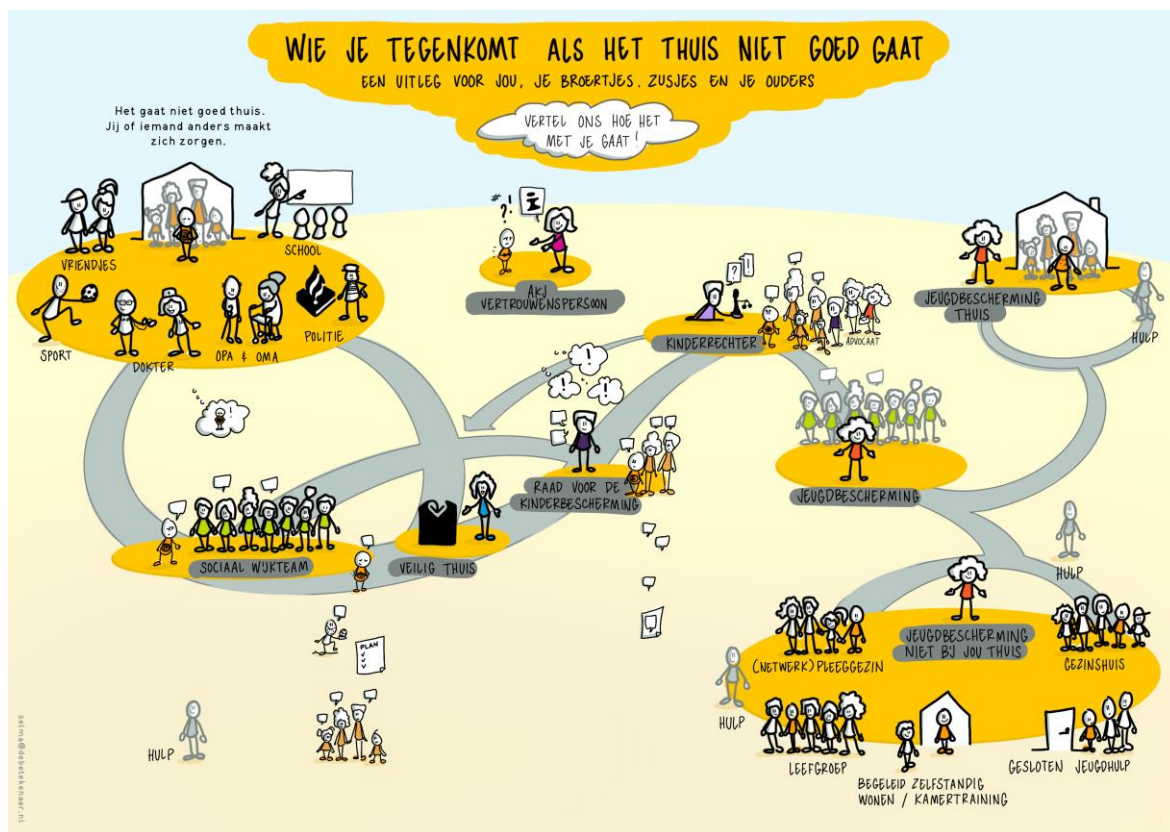 WIE JE TEGENKOMT ALS HET THUIS NIET GOED GAAT
EEN UITLEG VOOR JOU, JE BROERTJES, ZUSJES EN JE OUDERS
VERTEL ONS HOE HET
MET JE GAAT!
Het gaat niet goed thuis.
Jij of iemand anders maakt
zich zorgen.
VRIENDJES
SCHOOL
SPORT
DOKTER
OPA & OMA
POLITIE
#?!
i
AKJ
VERTROUWENSPERSOON
? !
KINDERRECHTER
ADVOCAAT
JEUGDBESCHERMING
THUIS
HULP
!
! !
RAAD VOOR DE
KINDERBESCHERMING
JEUGDBESCHERMING
!
SOCIAAL WIJKTEAM
VEILIG THUIS
HULP
PLAN
HULP
JEUGDBESCHERMING
NIET BIJ JOU THUIS
(NETWERK) PLEEGGEZIN
GEZINSHUIS
HULP
LEEFGROEP
BEGELEID ZELFSTANDIG
WONEN / KAMERTRAINING
GESLOTEN JEUGDHULP
selma@debetekenaar.nl